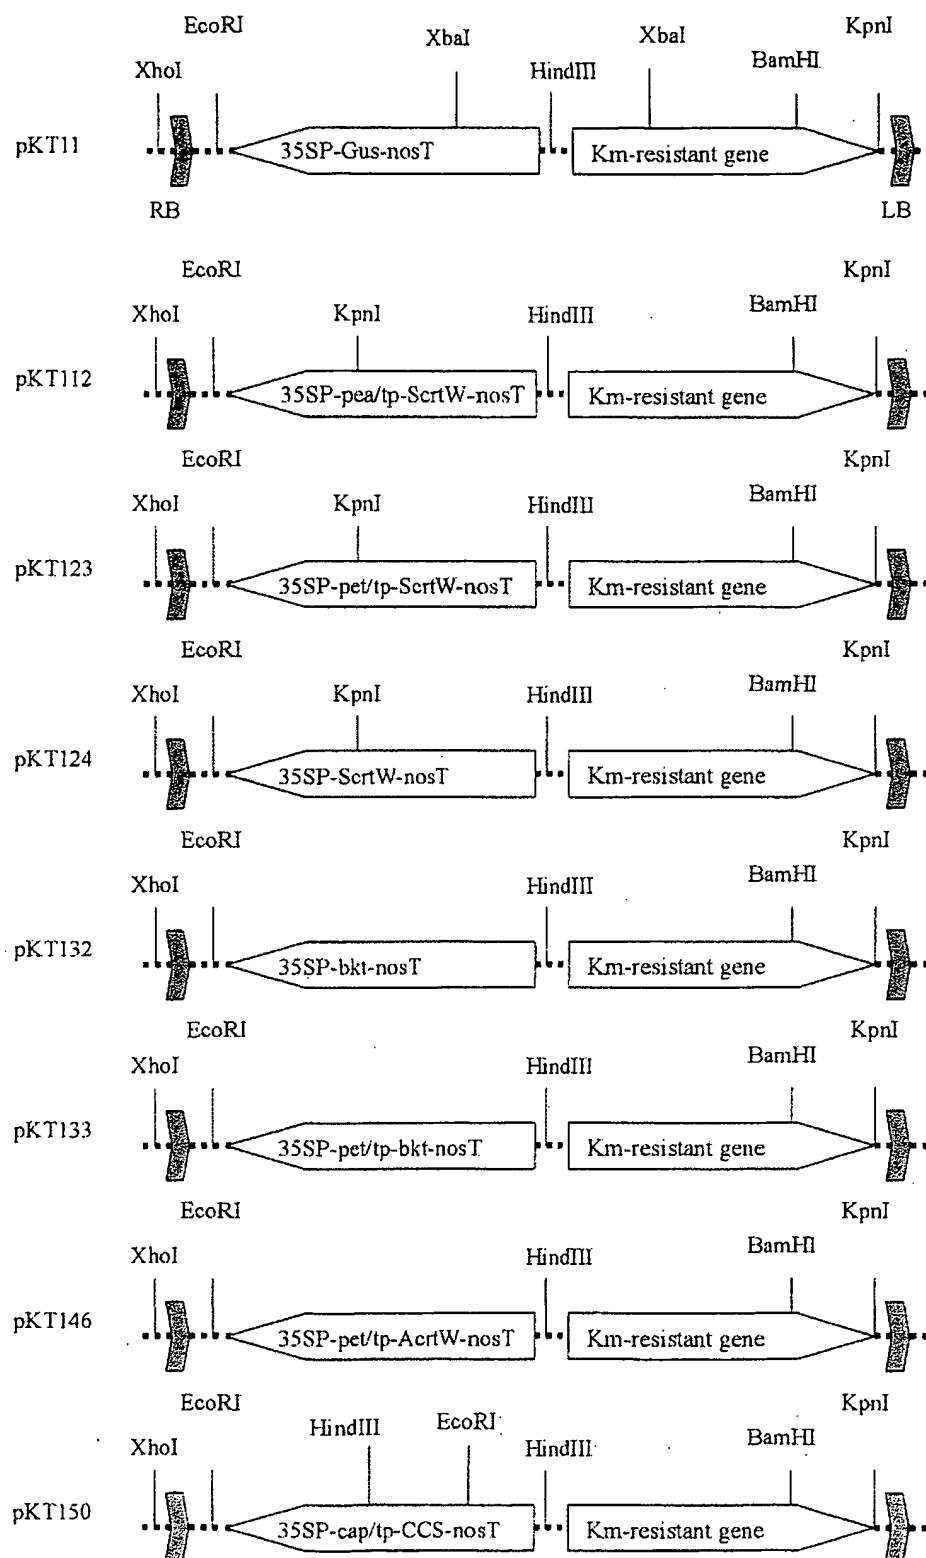 EcoRI
XbaI
XbaI
KpnI
XhoI
HindIII
BamHI
pKT11
35SP-Gus-nosT
Km-resistant gene
RB
LB
EcoRI
KpnI
XhoI
KpnI
HindIII
BamHI
pKT112
35SP-pea/tp-ScrtW-nosT
Km-resistant gene
EcoRI
KpnI
XhoI
KpnI
HindIII
BamHI
pKT123
35SP-pet/tp-ScrtW-nosT
Km-resistant gene
EcoRI
KpnI
XhoI
KpnI
HindIII
BamHI
pKT124
35SP-ScrtW-nosT
Km-resistant gene
EcoRI
KpnI
XhoI
HindIII
BamHI
pKT132
35SP-bkt-nosT
Km-resistant gene
EcoRI
KpnI
XhoI
HindIII
BamHI
pKT133
35SP-pet/tp-bkt-nosT
Km-resistant gene
EcoRI
KpnI
XhoI
HindIII
BamHI
pKT146
35SP-pet/tp-AcrtW-nosT
Km-resistant gene
EcoRI
KpnI
XhoI
HindIII
EcoRI
HindIII
BamHI
pKT150
35SP-cap/tp-CCS-nosT
Km-resistant gene